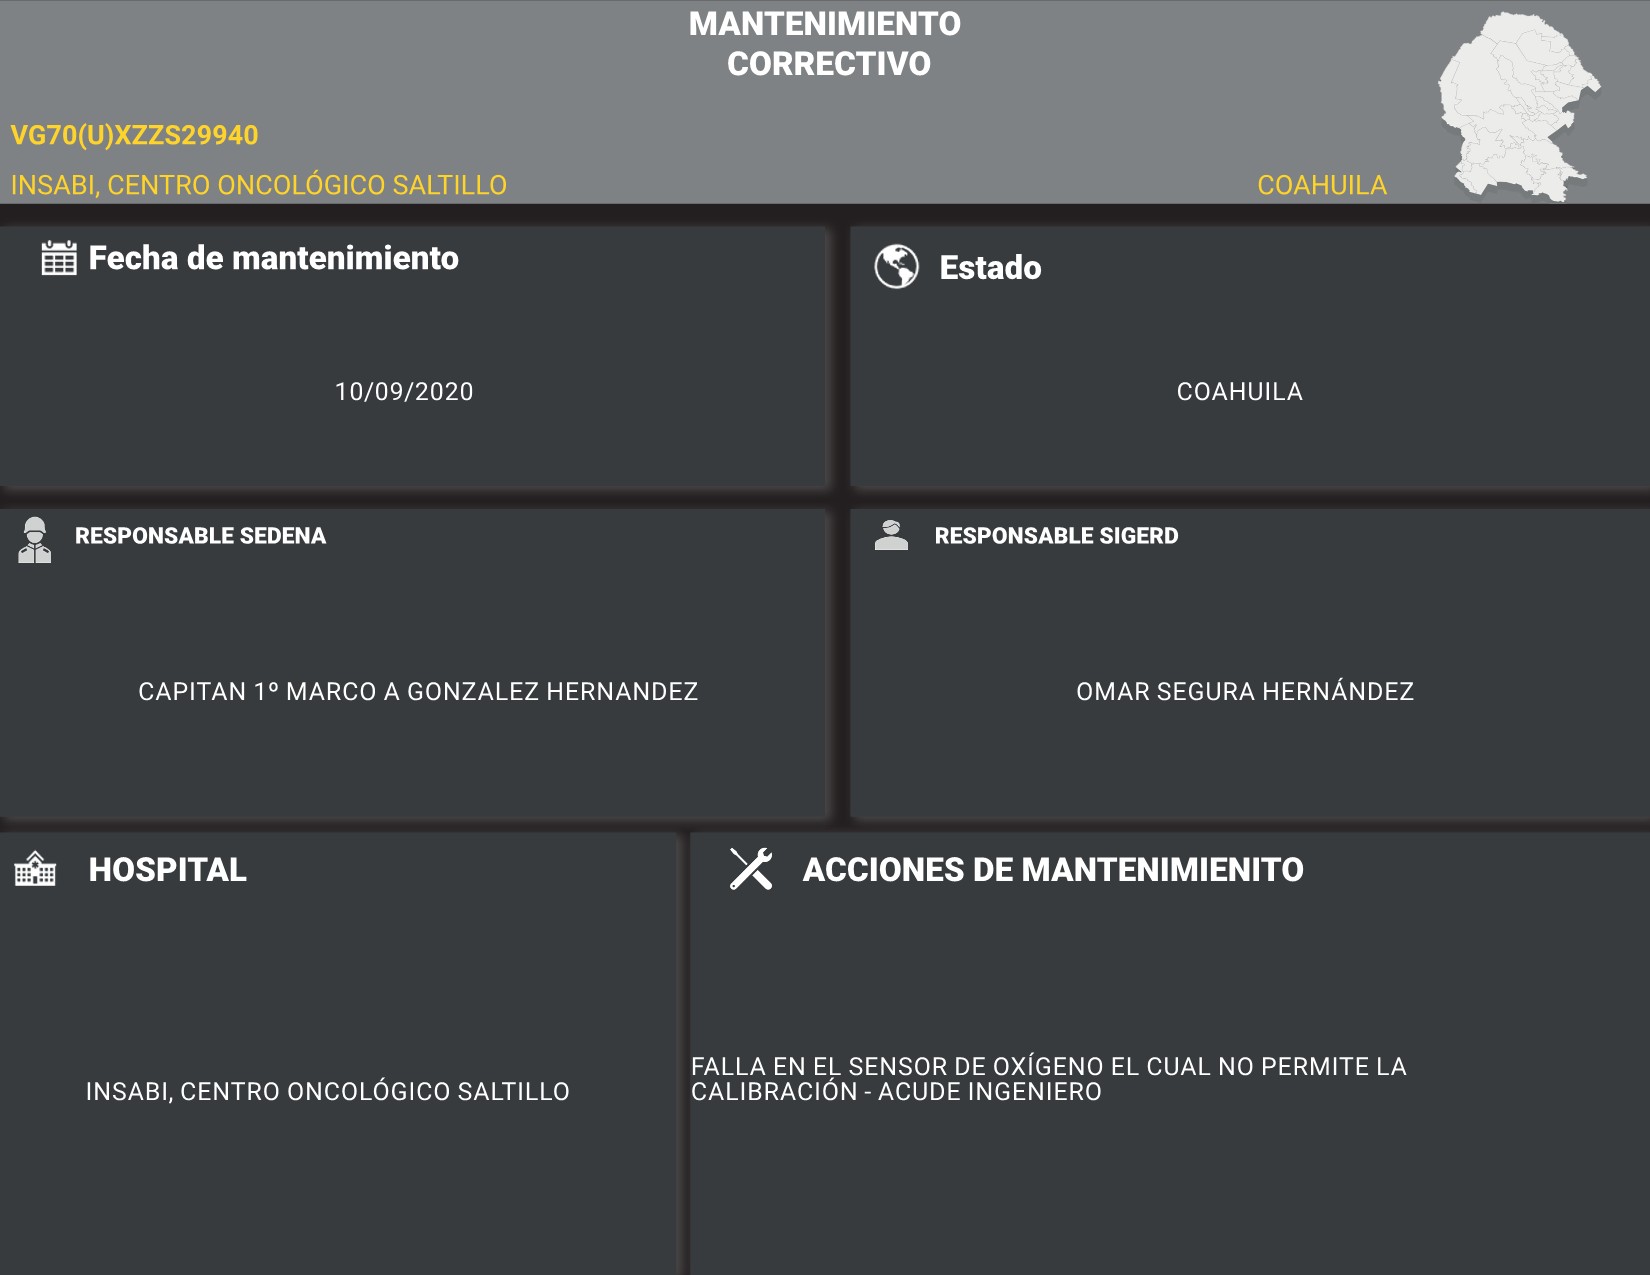 MANTENIMIENTO
CORRECTIVO
VG70(U)XZZS29940
INSABI, CENTRO ONCOLÓGICO SALTILLO
COAHUILA
Fecha de mantenimiento
10/09/2020
Estado
COAHUILA
RESPONSABLE SEDENA
CAPITAN 1º MARCO A GONZALEZ HERNANDEZ
RESPONSABLE SIGERD
OMAR SEGURA HERNÁNDEZ
HOSPITAL
INSABI, CENTRO ONCOLÓGICO SALTILLO
ACCIONES DE MANTENIMIENITO
FALLA EN EL SENSOR DE OXÍGENO EL CUAL NO PERMITE LA
CALIBRACIÓN - ACUDE INGENIERO